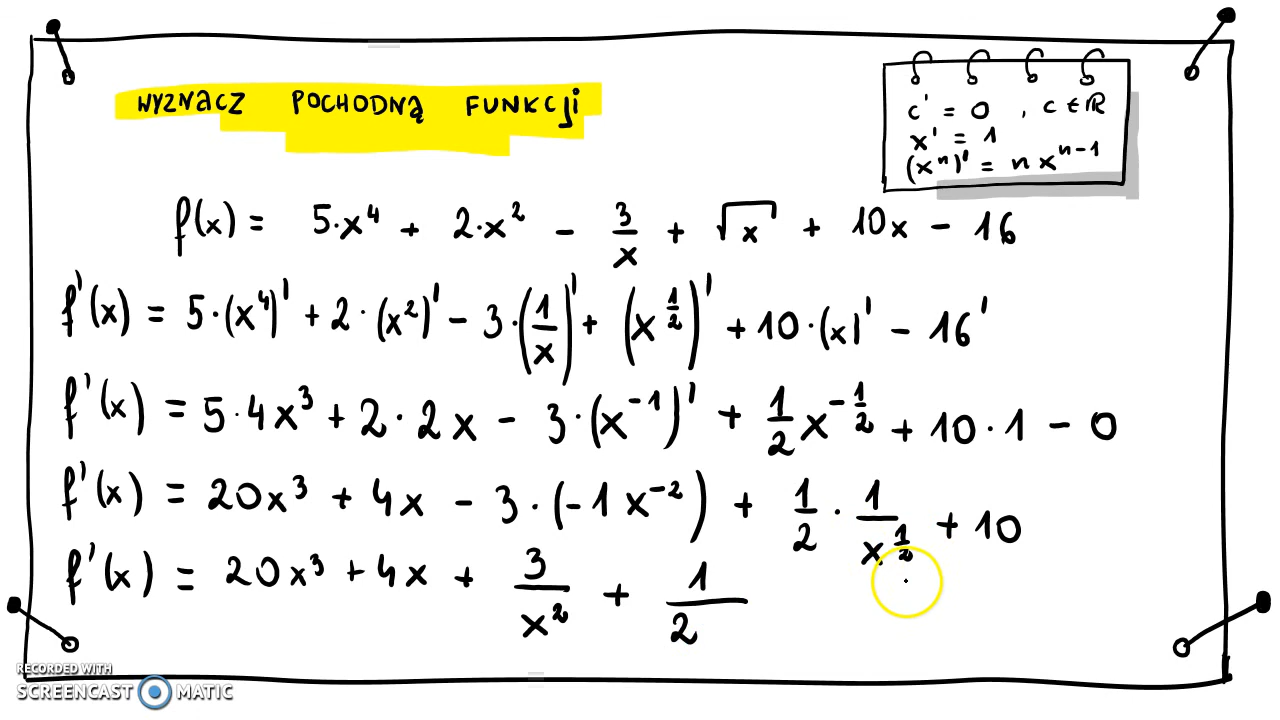 WYZNACZ POCHODNĄ FUNKCJI
c' = 0 , c ∈ ℝ
x' = 1
(xⁿ)' = n xⁿ⁻¹
f(x) = 5·x⁴ + 2·x² - 3/x + √x + 10x - 16
f'(x) = 5·(x⁴)' + 2·(x²)' - 3·(1/x)' + (x^(1/2))' + 10·(x)' - 16'
f'(x) = 5·4x³ + 2·2x - 3·(x⁻¹)' + 1/2 x^(-1/2) + 10·1 - 0
f'(x) = 20x³ + 4x - 3·(-1x⁻²) + 1/2 · 1/x^(1/2) + 10
f'(x) = 20x³ + 4x + 3/x² + 1/2
RECORDED WITH
SCREENCAST MATIC